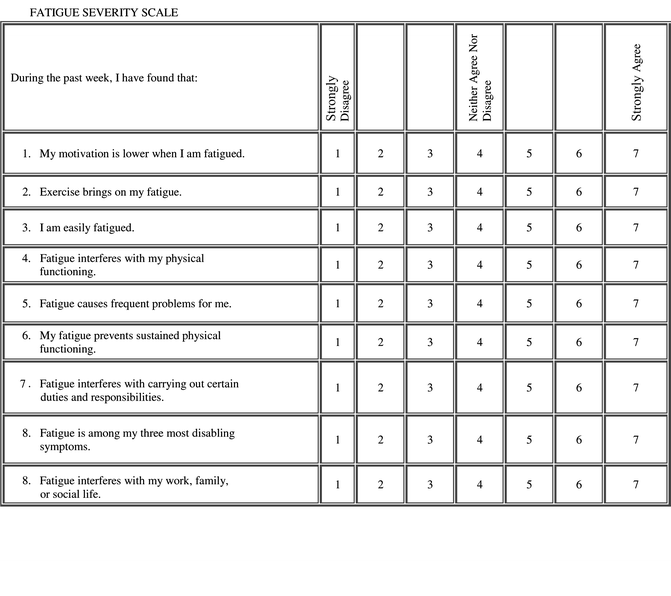 FATIGUE SEVERITY SCALE
During the past week, I have found that:
Strongly
Disagree
Neither Agree Nor
Disagree
Strongly Agree
1. My motivation is lower when I am fatigued. 1 2 3 4 5 6 7
2. Exercise brings on my fatigue. 1 2 3 4 5 6 7
3. I am easily fatigued. 1 2 3 4 5 6 7
4. Fatigue interferes with my physical
functioning. 1 2 3 4 5 6 7
5. Fatigue causes frequent problems for me. 1 2 3 4 5 6 7
6. My fatigue prevents sustained physical
functioning. 1 2 3 4 5 6 7
7 . Fatigue interferes with carrying out certain
duties and responsibilities. 1 2 3 4 5 6 7
8. Fatigue is among my three most disabling
symptoms. 1 2 3 4 5 6 7
8. Fatigue interferes with my work, family,
or social life. 1 2 3 4 5 6 7